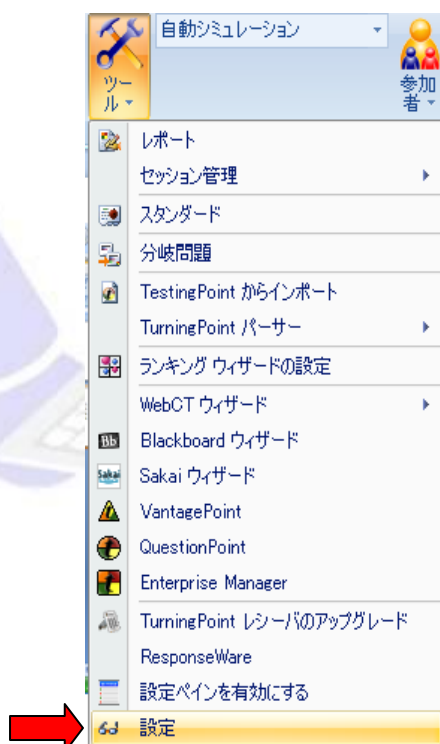 自動シミュレーション
ツー
ル
参加
者
レポート
セッション管理
スタンダード
分岐問題
TestingPoint からインポート
TurningPoint パーサー
ランキング ウィザードの設定
WebCT ウィザード
Bb Blackboard ウィザード
Sakai Sakai ウィザード
VantagePoint
QuestionPoint
Enterprise Manager
TurningPoint レシーバのアップグレード
ResponseWare
設定ペインを有効にする
設定